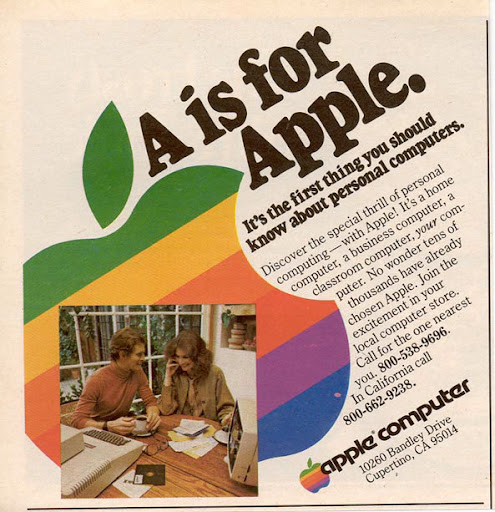 A is for
Apple.
It's the first thing you should
know about personal computers.
Discover the special thrill of personal
computing — with Apple! It's a home
computer, a business computer, a
classroom computer, your com-
puter. No wonder tens of
thousands have already
chosen Apple. Join the
excitement in your
local computer store.
Call for the one nearest
you. 800-538-9696.
In California call
800-662-9238.
apple computer
10260 Bandley Drive
Cupertino, CA 95014